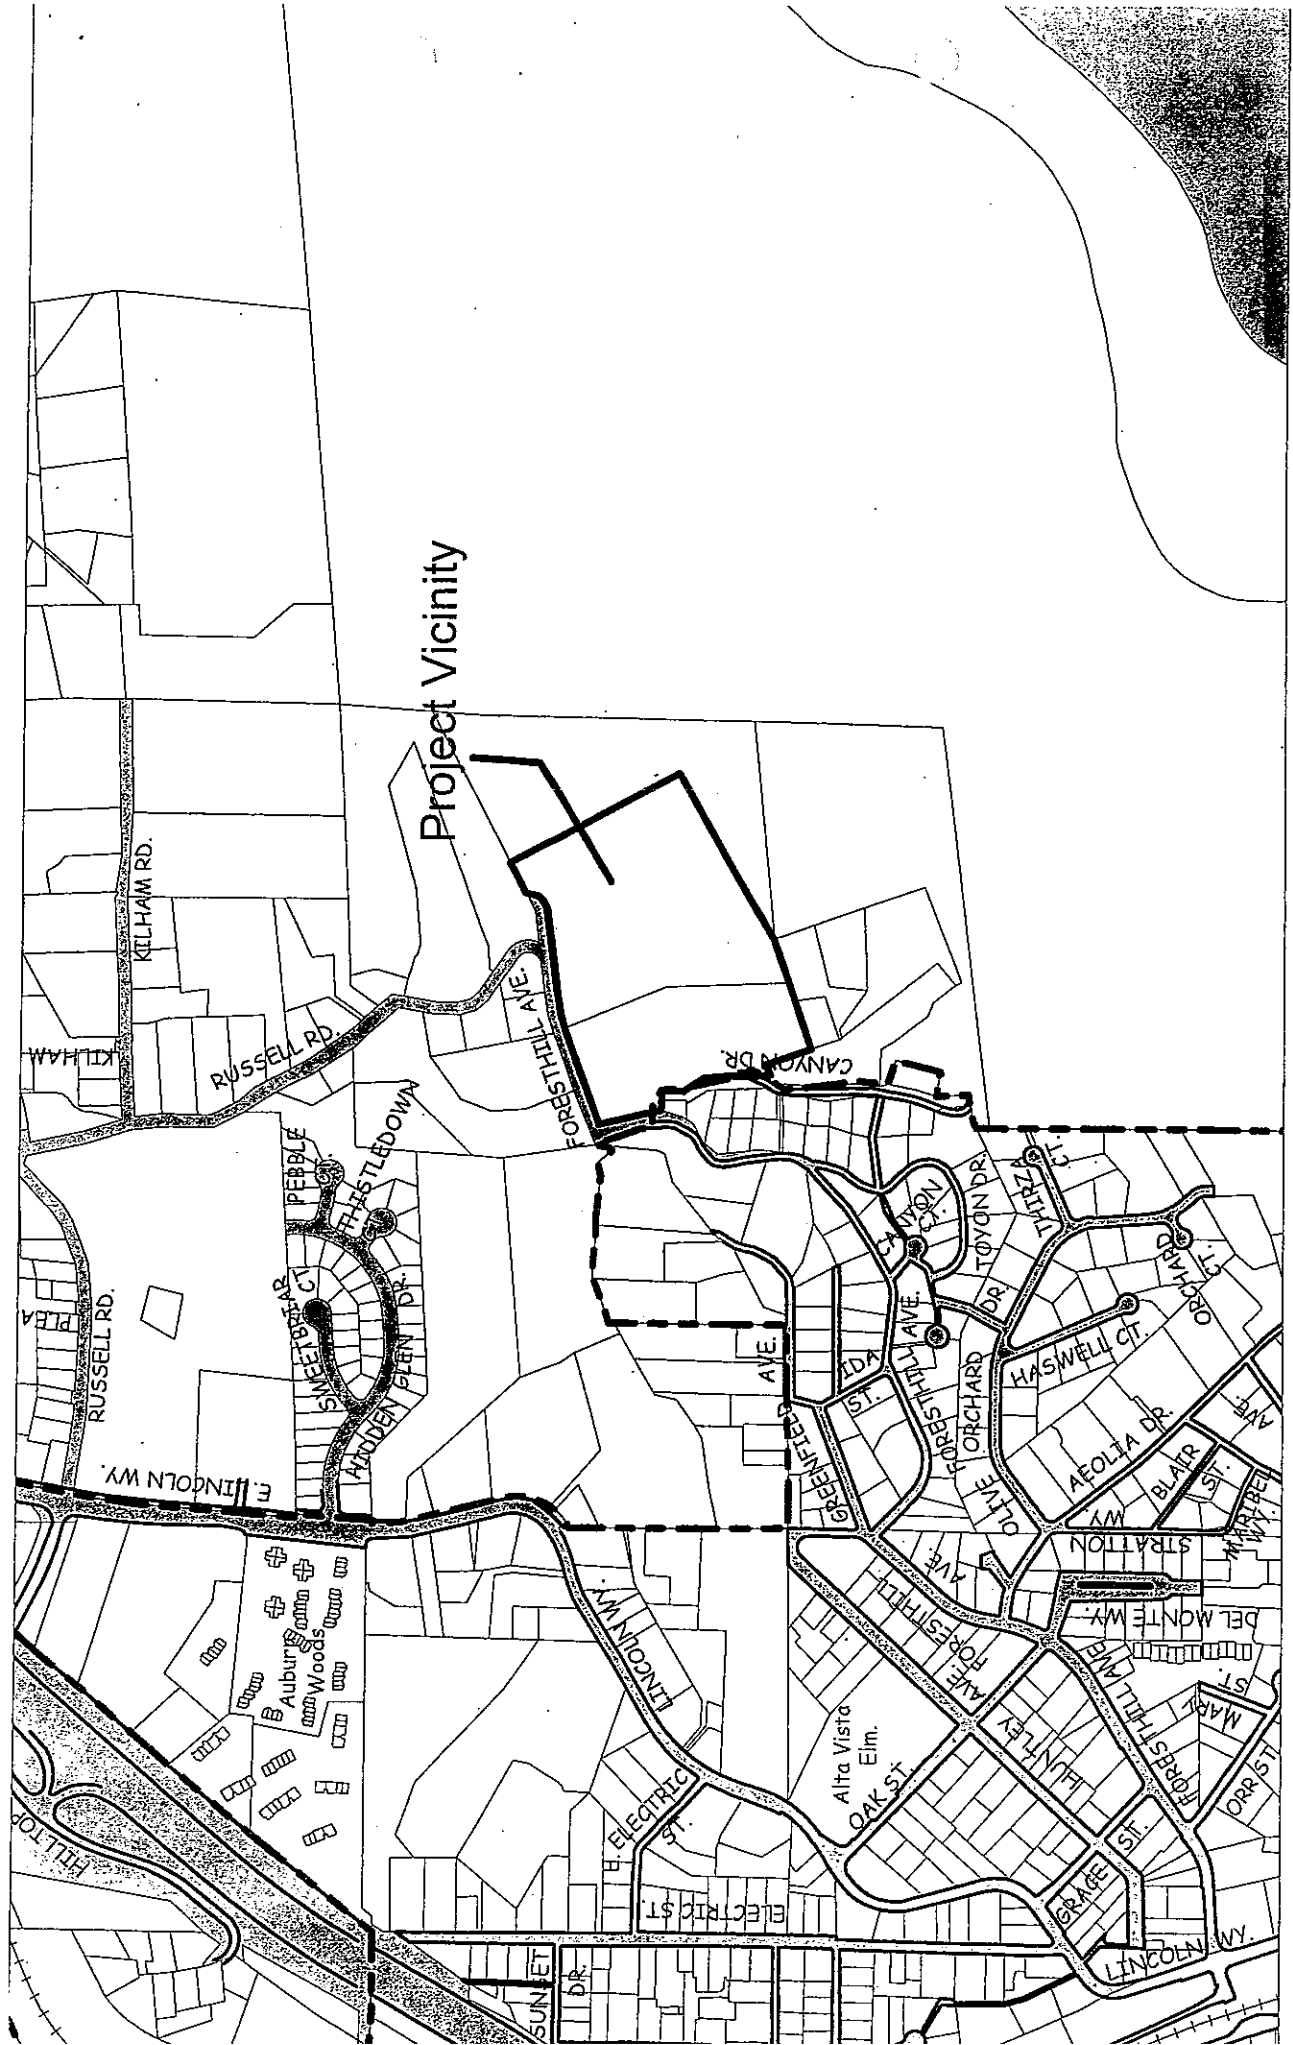 Project Vicinity
KILHAM RD.
KILHAM
RUSSELL RD.
FORESTHILL AVE.
CANYON DR.
PEBBLE
THISTLEDOWN
SWEETBRIAR
CT.
HIDDEN GLEN DR.
PLEA
RUSSELL RD.
E. LINCOLN WY.
Auburn
Woods
HILLTOP
LINCOLN WY.
ELECTRIC
ST.
ELECTRIC ST.
SUNSET
DR.
Alta Vista
Elm.
OAK ST.
GREENFIELD
AVE.
IDA
ST.
FORESTHILL AVE.
CANYON
CT.
TOYON DR.
THIRZA
CT.
ORCHARD
CT.
ORCHARD
DR.
HASWELL CT.
OLIVE
AVE.
AEOLIA DR.
BLAIR
ST.
AVE.
STRATTON
WY
DEL MONTE WY.
FORESTHILL
AVE.
HUNTLEY
AVE.
FORESTHILL AVE
MARY
ST.
ORR ST
GRACE
ST.
LINCOLN WY.